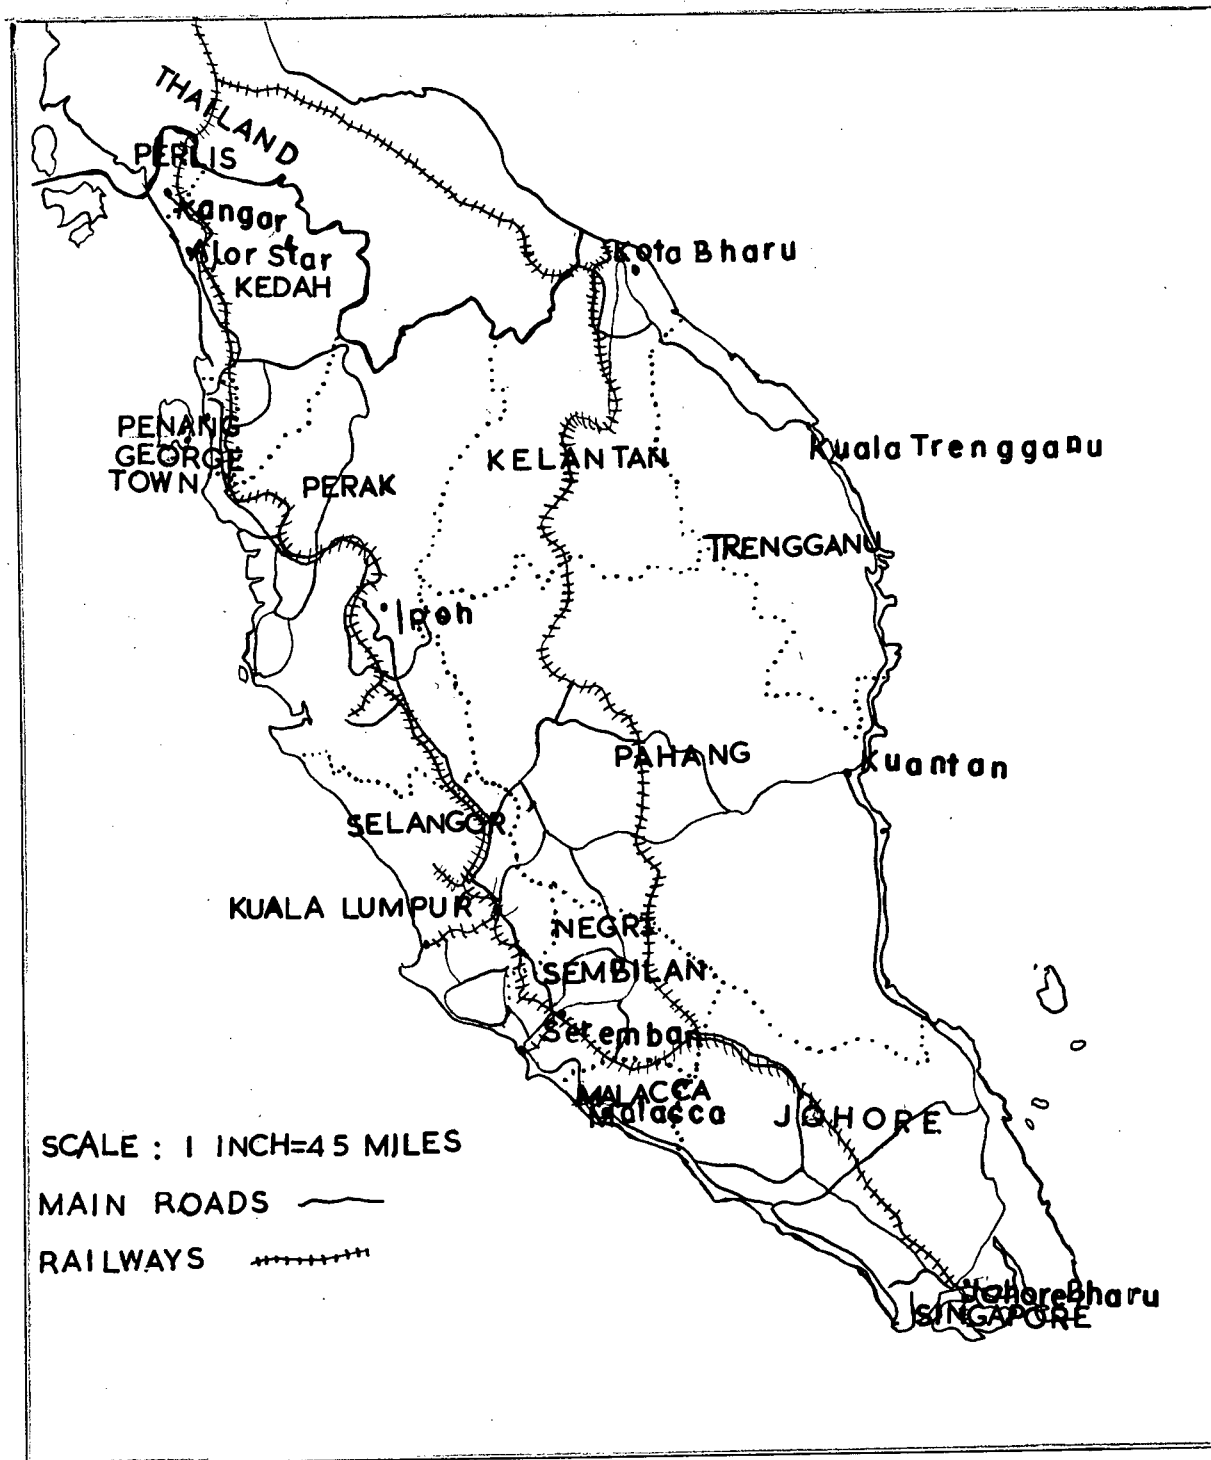 THAILAND
PERLIS
Kangar
Alor Star
KEDAH
Kota Bharu
PENANG
GEORGE
TOWN
PERAK
KELANTAN
Kuala Trengganu
TRENGGANU
Ipoh
PAHANG
Kuantan
SELANGOR
KUALA LUMPUR
NEGRI
SEMBILAN
Seremban
MALACCA
Malacca
JOHORE
SCALE : 1 INCH=45 MILES
MAIN ROADS
RAILWAYS
Johore Bharu
SINGAPORE